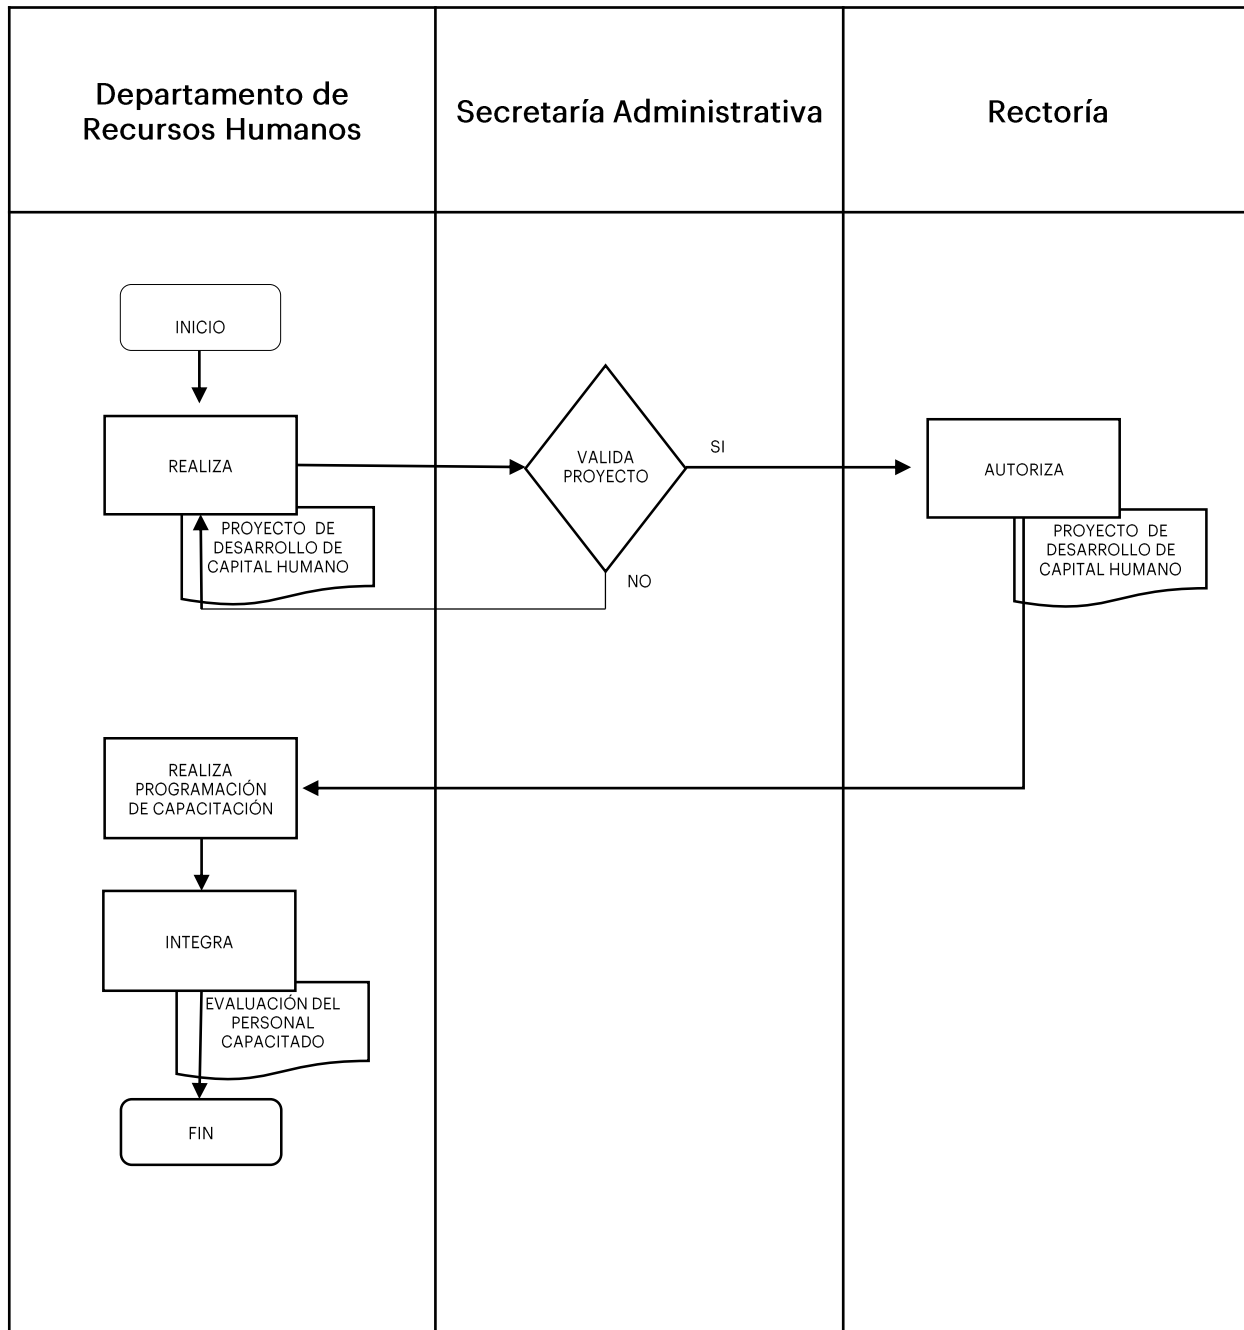 Departamento de
Recursos Humanos
Secretaría Administrativa
Rectoría
INICIO
REALIZA
PROYECTO DE
DESARROLLO DE
CAPITAL HUMANO
VALIDA
PROYECTO
SI
NO
AUTORIZA
PROYECTO DE
DESARROLLO DE
CAPITAL HUMANO
REALIZA
PROGRAMACIÓN
DE CAPACITACIÓN
INTEGRA
EVALUACIÓN DEL
PERSONAL
CAPACITADO
FIN